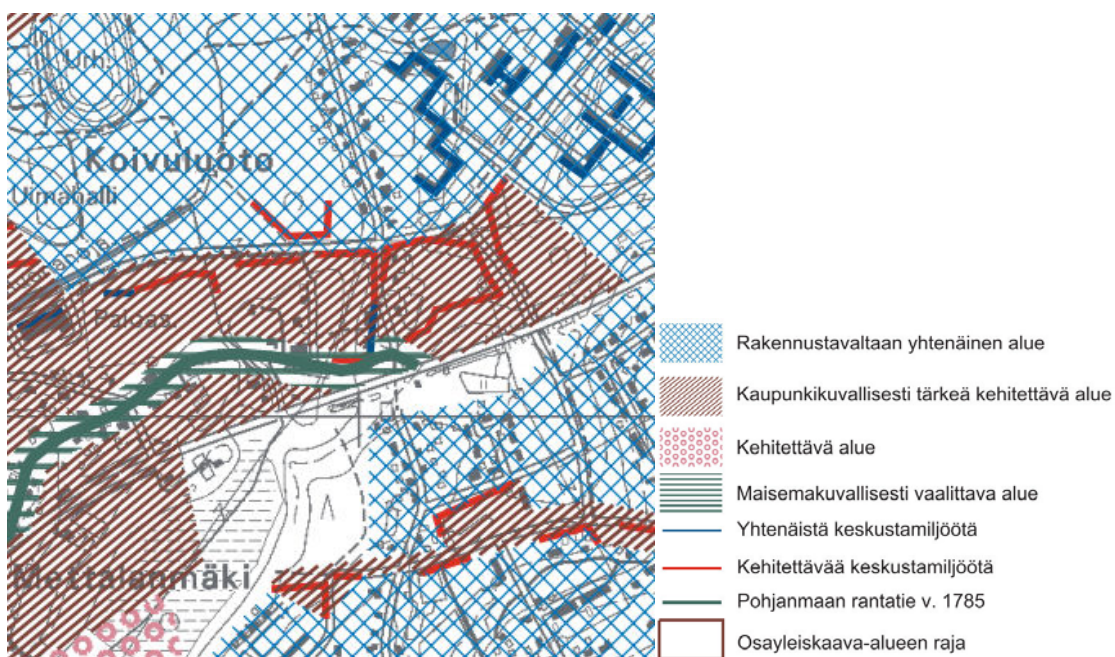 Urh.
Koivuluoto
Uimahalli
Paloas.
Mettalanmäki
Rakennustavaltaan yhtenäinen alue
Kaupunkikuvallisesti tärkeä kehitettävä alue
Kehitettävä alue
Maisemakuvallisesti vaalittava alue
Yhtenäistä keskustamiljöötä
Kehitettävää keskustamiljöötä
Pohjanmaan rantatie v. 1785
Osayleiskaava-alueen raja